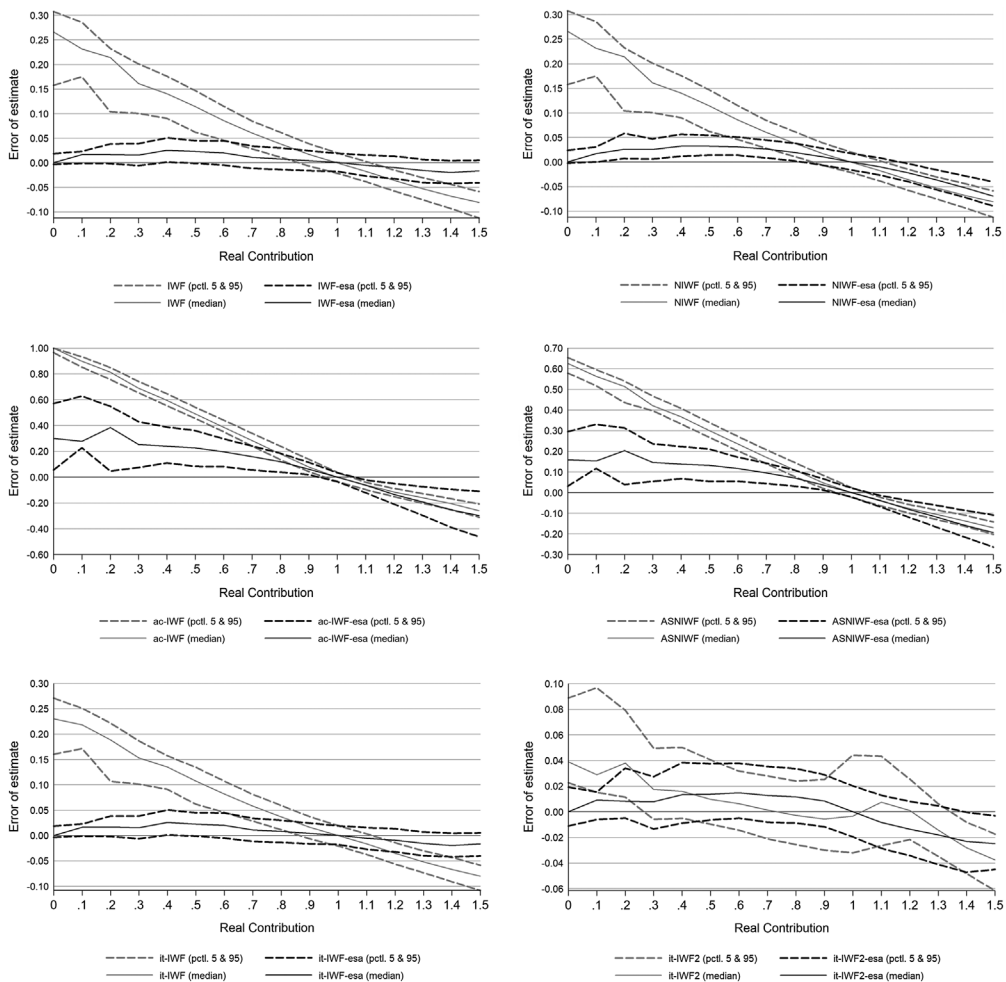 0.30
0.25
0.20
0.15
0.10
0.05
0.00
-0.05
-0.10
Error of estimate
0 .1 .2 .3 .4 .5 .6 .7 .8 .9 1 1.1 1.2 1.3 1.4 1.5
Real Contribution
IWF (pctl. 5 & 95) IWF-esa (pctl. 5 & 95)
IWF (median) IWF-esa (median)
0.30
0.25
0.20
0.15
0.10
0.05
0.00
-0.05
-0.10
Error of estimate
0 .1 .2 .3 .4 .5 .6 .7 .8 .9 1 1.1 1.2 1.3 1.4 1.5
Real Contribution
NIWF (pctl. 5 & 95) NIWF-esa (pctl. 5 & 95)
NIWF (median) NIWF-esa (median)
1.00
0.80
0.60
0.40
0.20
0.00
-0.20
-0.40
-0.60
Error of estimate
0 .1 .2 .3 .4 .5 .6 .7 .8 .9 1 1.1 1.2 1.3 1.4 1.5
Real Contribution
ac-IWF (pctl. 5 & 95) ac-IWF-esa (pctl. 5 & 95)
ac-IWF (median) ac-IWF-esa (median)
0.70
0.60
0.50
0.40
0.30
0.20
0.10
0.00
-0.10
-0.20
-0.30
Error of estimate
0 .1 .2 .3 .4 .5 .6 .7 .8 .9 1 1.1 1.2 1.3 1.4 1.5
Real Contribution
ASNIWF (pctl. 5 & 95) ASNIWF-esa (pctl. 5 & 95)
ASNIWF (median) ASNIWF-esa (median)
0.30
0.25
0.20
0.15
0.10
0.05
0.00
-0.05
-0.10
Error of estimate
0 .1 .2 .3 .4 .5 .6 .7 .8 .9 1 1.1 1.2 1.3 1.4 1.5
Real Contribution
it-IWF (pctl. 5 & 95) it-IWF-esa (pctl. 5 & 95)
it-IWF (median) it-IWF-esa (median)
0.10
0.08
0.06
0.04
0.02
0.00
-0.02
-0.04
-0.06
Error of estimate
0 .1 .2 .3 .4 .5 .6 .7 .8 .9 1 1.1 1.2 1.3 1.4 1.5
Real Contribution
it-IWF2 (pctl. 5 & 95) it-IWF2-esa (pctl. 5 & 95)
it-IWF2 (median) it-IWF2-esa (median)